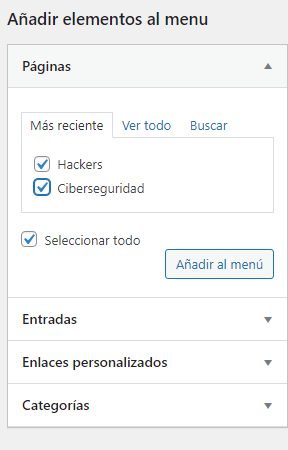 Añadir elementos al menu
Páginas
Más reciente Ver todo Buscar
Hackers
Ciberseguridad
Seleccionar todo
Añadir al menú
Entradas
Enlaces personalizados
Categorías